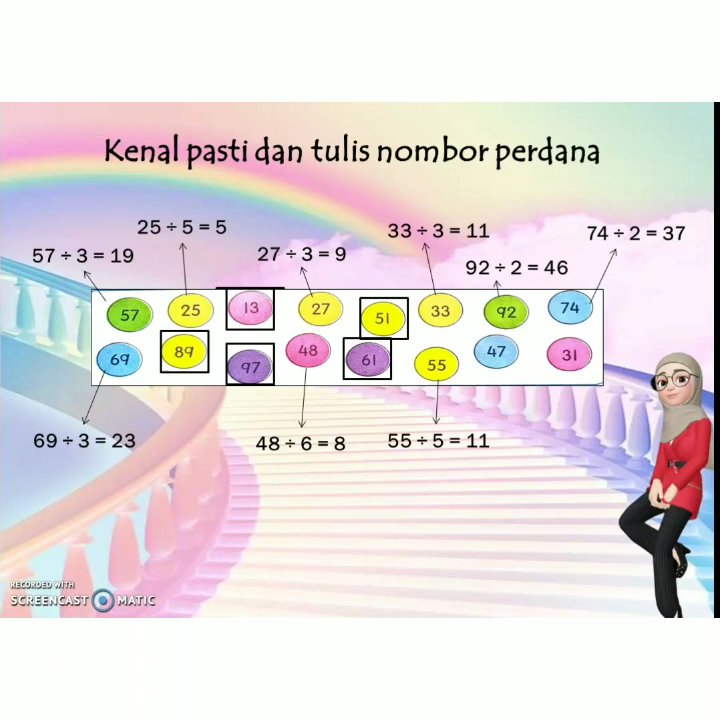 Kenal pasti dan tulis nombor perdana
25 ÷ 5 = 5
33 ÷ 3 = 11
74 ÷ 2 = 37
57 ÷ 3 = 19
27 ÷ 3 = 9
92 ÷ 2 = 46
57 25 13 27 51 33 92 74
69 89 97 48 61 55 47 31
69 ÷ 3 = 23
48 ÷ 6 = 8
55 ÷ 5 = 11
RECORDED WITH
SCREENCAST MATIC